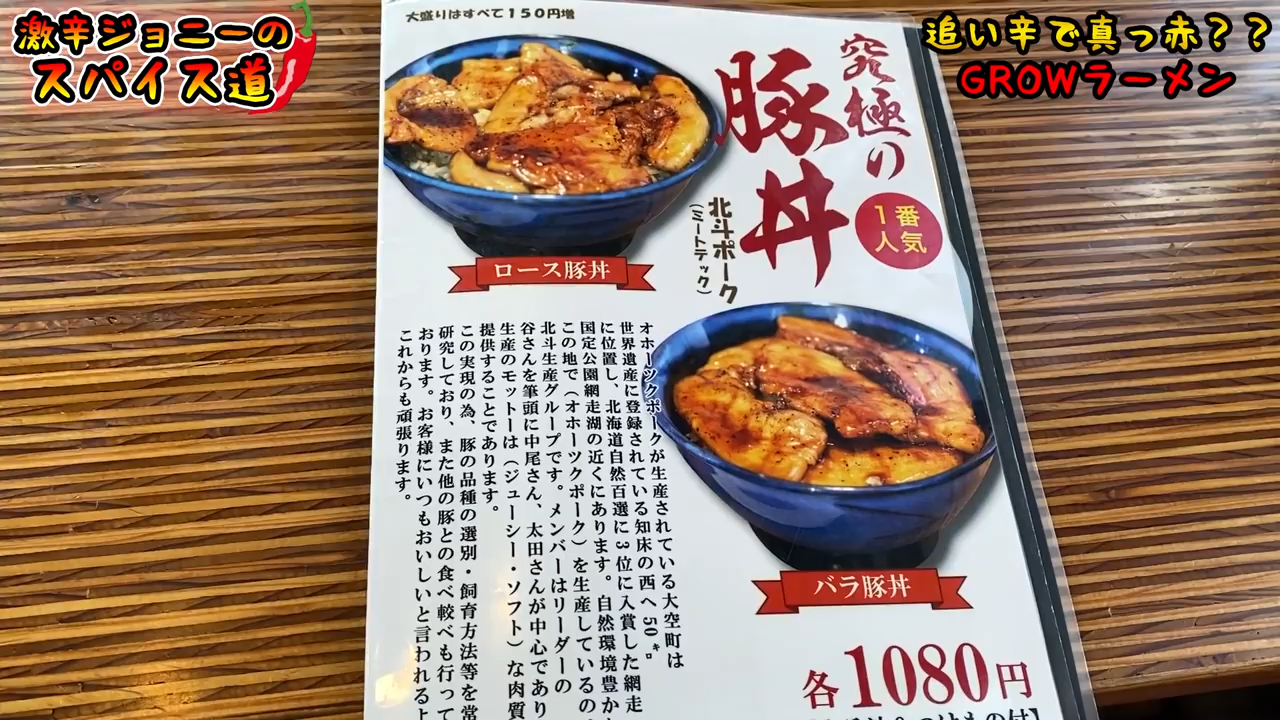 激辛ジョニーの
スパイス道
追い辛で真っ赤？？
GROWラーメン
大盛りはすべて１５０円増
究極の
豚丼
1番
人気
北斗ポーク
（ミートテック）
ロース豚丼
オホーツクポークが生産されている大空町は
世界遺産に登録されている知床の西へ50㌔
に位置し、北海道自然百選に3位に入賞した網走
国定公園網走湖の近くにあります。自然環境豊か
この地で（オホーツクポーク）を生産しているの
北斗生産グループです。メンバーはリーダーの
谷さんを筆頭に中尾さん、太田さんが中心であり
生産のモットーは（ジューシー・ソフト）な肉質
提供することであります。
この実現の為、豚の品種の選別・飼育方法等を常
研究しており、また他の豚との食べ較べも行って
おります。お客様にいつもおいしいと言われるよ
これからも頑張ります。
バラ豚丼
各1080円